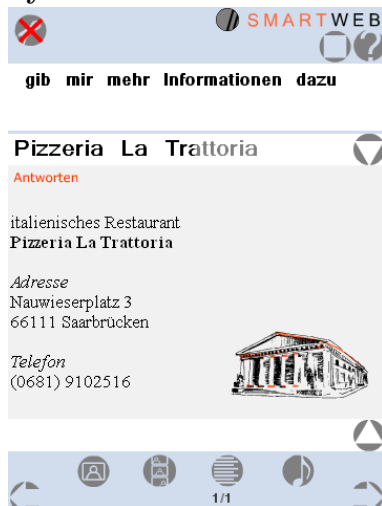 SMARTWEB
?
gib mir mehr Informationen dazu
Pizzeria La Trattoria
Antworten
italienisches Restaurant
Pizzeria La Trattoria
Adresse
Nauwieserplatz 3
66111 Saarbrücken
Telefon
(0681) 9102516
1/1